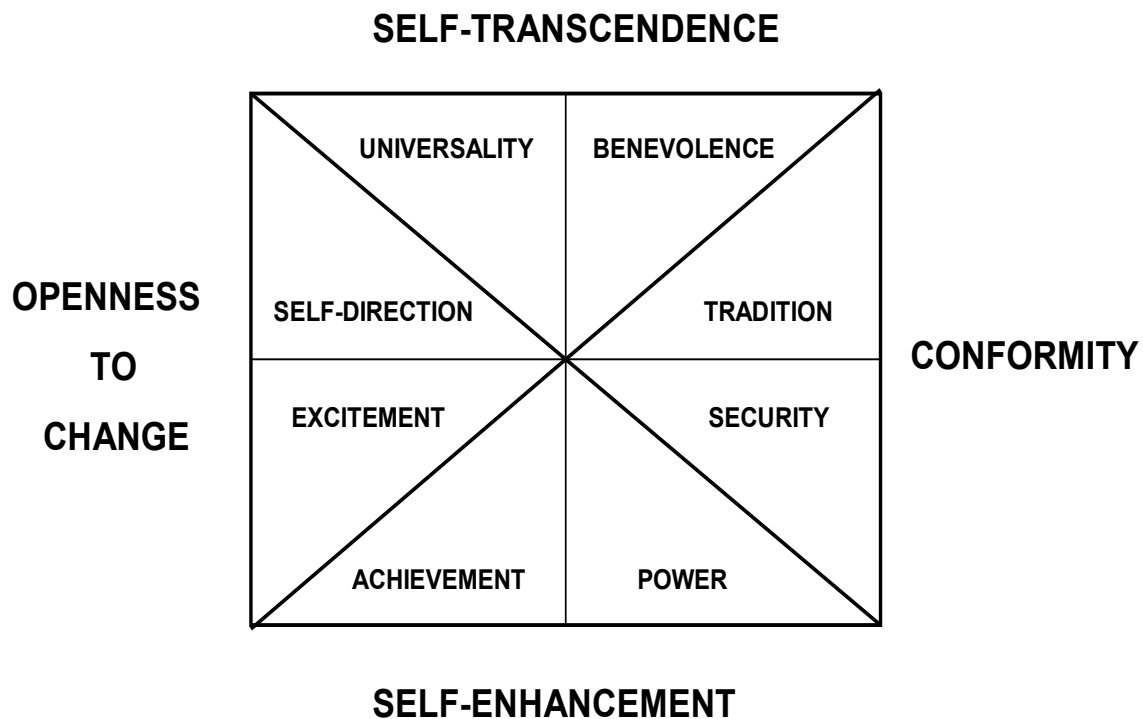 SELF-TRANSCENDENCE
UNIVERSALITY
BENEVOLENCE
OPENNESS
TO
CHANGE
SELF-DIRECTION
TRADITION
CONFORMITY
EXCITEMENT
SECURITY
ACHIEVEMENT
POWER
SELF-ENHANCEMENT